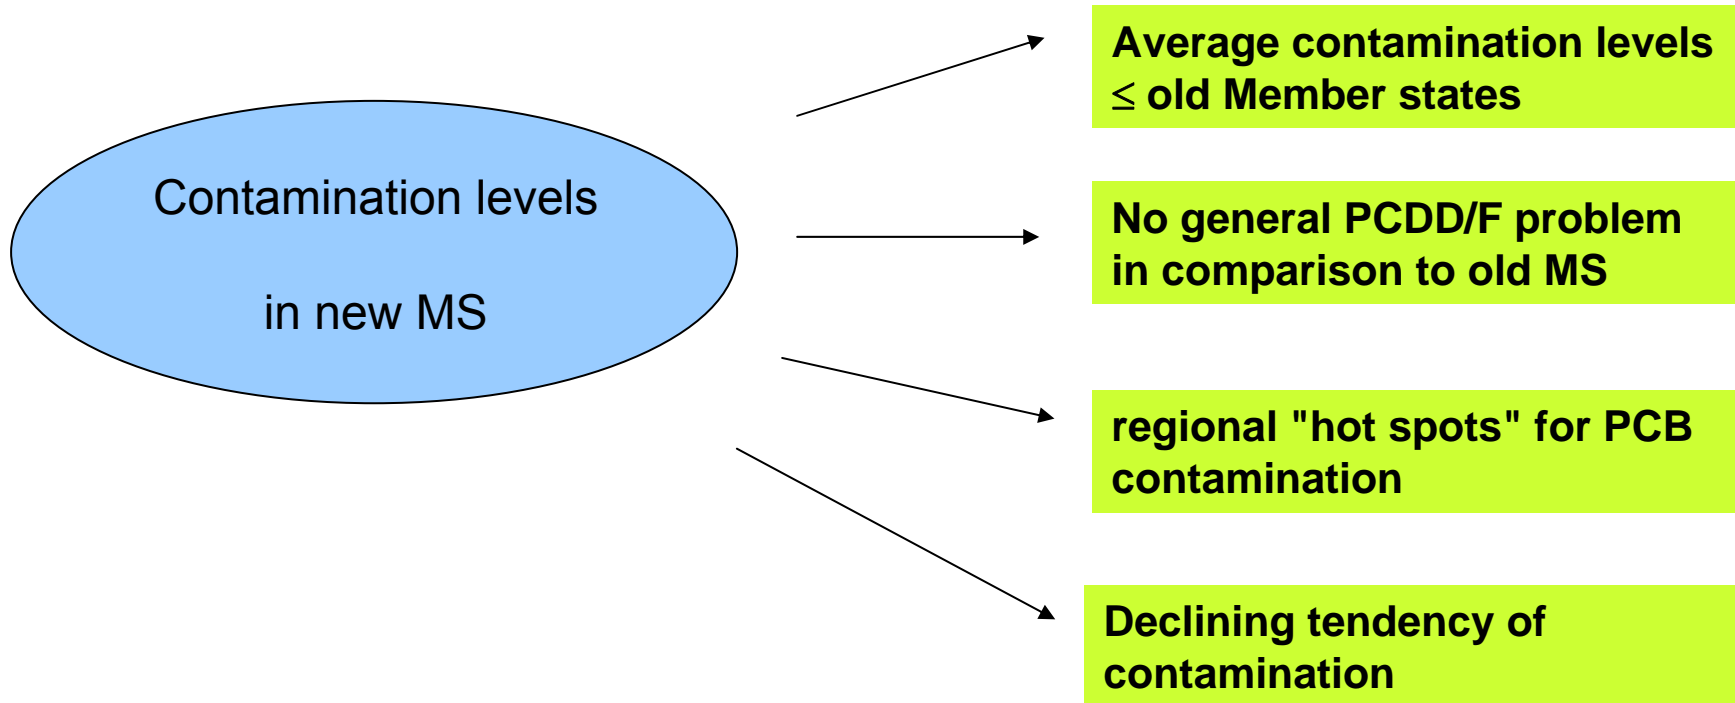 Contamination levels
in new MS
Average contamination levels
≤ old Member states
No general PCDD/F problem
in comparison to old MS
regional "hot spots" for PCB
contamination
Declining tendency of
contamination